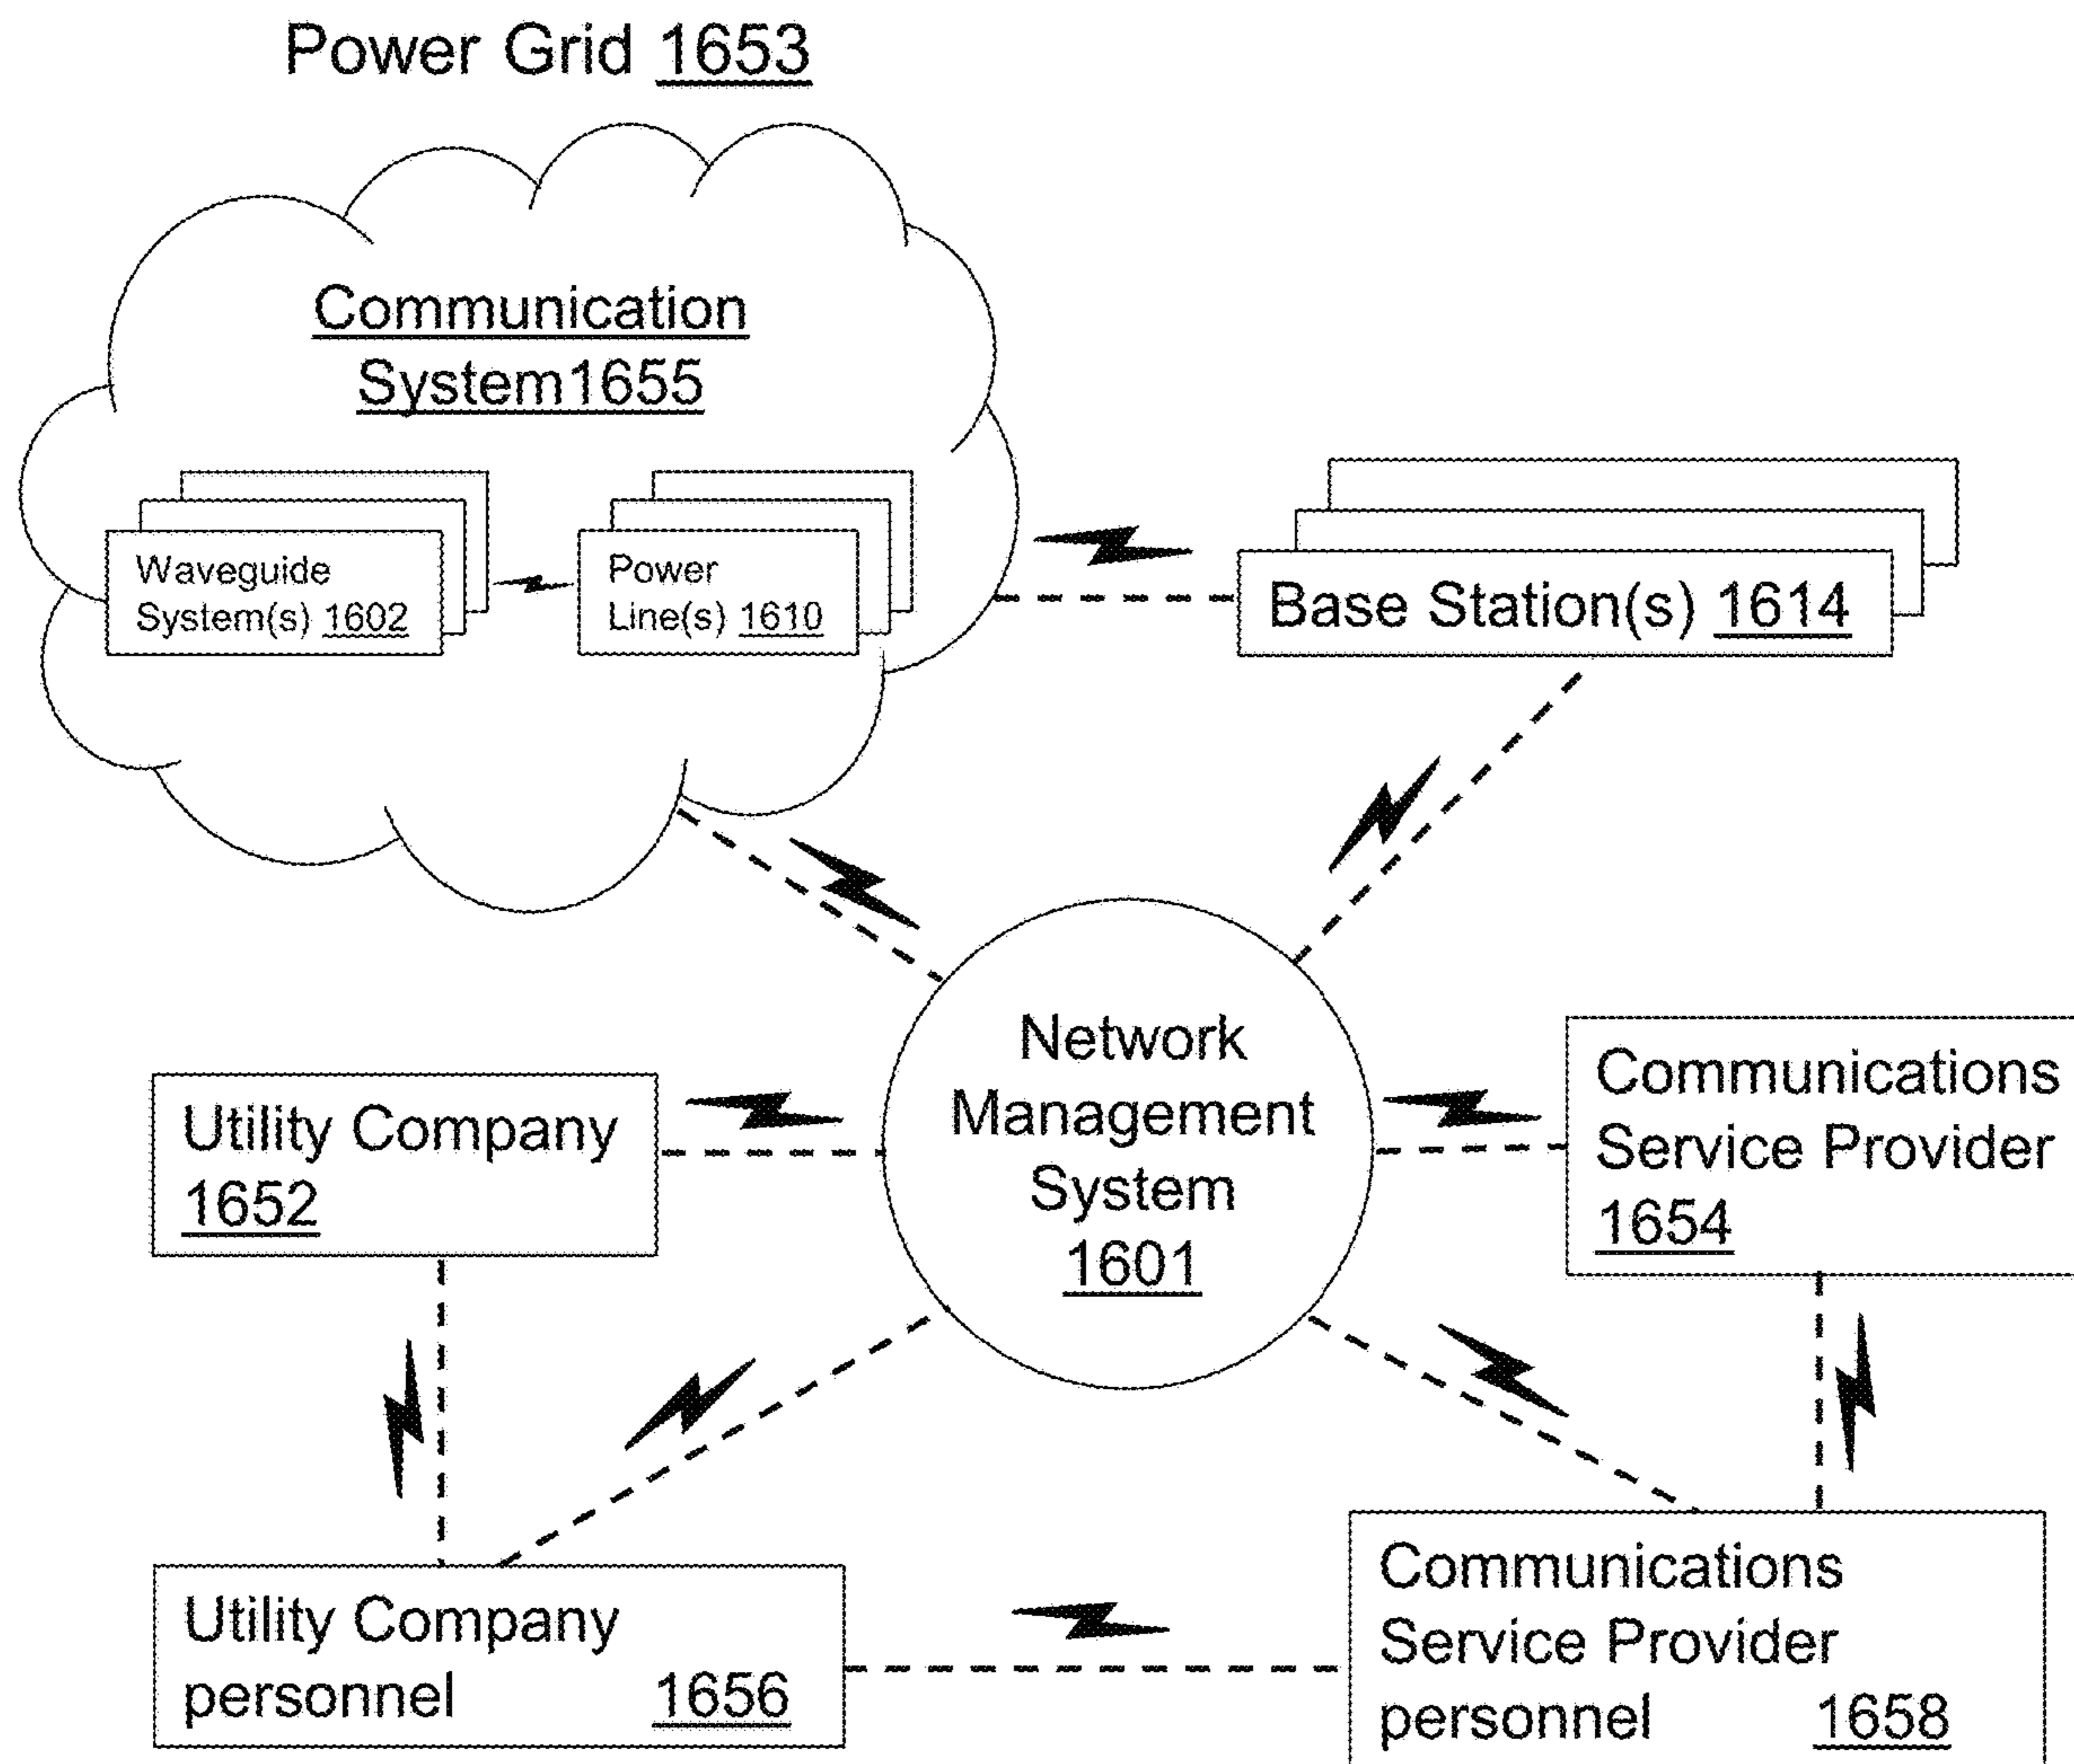 Power Grid 1653
Communication
System1655
Waveguide
System(s) 1602
Power
Line(s) 1610
Base Station(s) 1614
Network
Management
System
1601
Utility Company
1652
Communications
Service Provider
1654
Utility Company
personnel 1656
Communications
Service Provider
personnel 1658